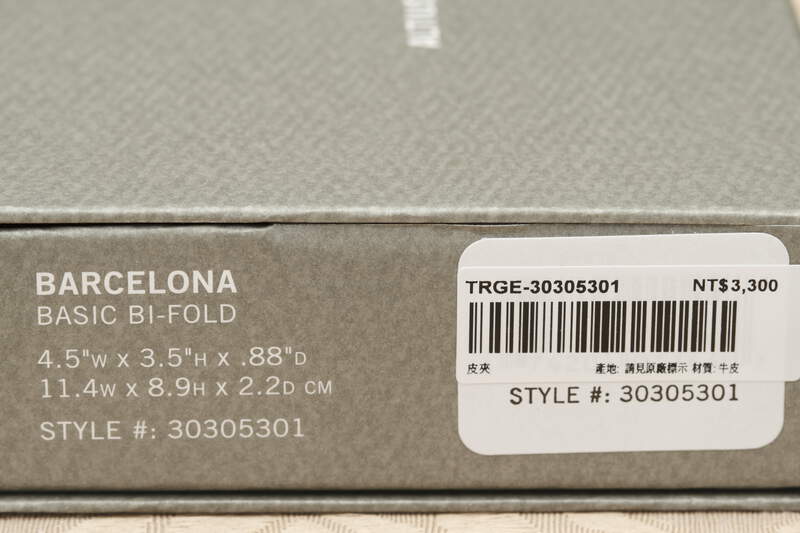 BARCELONA
BASIC BI-FOLD
4.5"W x 3.5"H x .88"D
11.4W x 8.9H x 2.2D CM
STYLE #: 30305301
TRGE-30305301 NT$3,300
皮夾 產地: 請見原廠標示 材質: 牛皮
STYLE #: 30305301